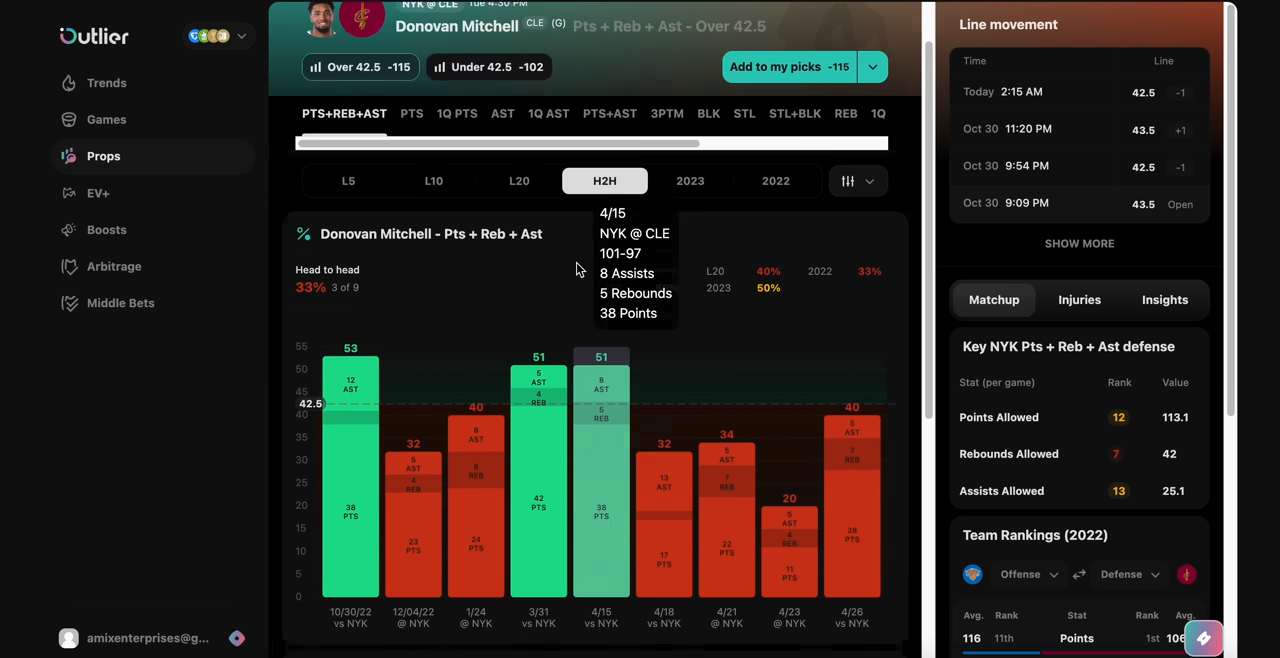 Outlier
Trends
Games
Props
EV+
Boosts
Arbitrage
Middle Bets
amixenterprises@g...
NYK @ CLE Tue 4:30 PM
Donovan Mitchell CLE (G) Pts + Reb + Ast - Over 42.5
Over 42.5 -115
Under 42.5 -102
Add to my picks -115
PTS+REB+AST PTS 1Q PTS AST 1Q AST PTS+AST 3PTM BLK STL STL+BLK REB 1Q
L5 L10 L20 H2H 2023 2022
Donovan Mitchell - Pts + Reb + Ast
4/15
NYK @ CLE
101-97
8 Assists
5 Rebounds
38 Points
Head to head
33% 3 of 9
L20 40% 2022 33%
2023 50%
55
50
45
42.5
40
35
30
25
20
15
10
5
0
53
12
AST
38
PTS
32
5
AST
4
REB
23
PTS
40
8
AST
8
REB
24
PTS
51
5
AST
4
REB
42
PTS
51
8
AST
5
REB
38
PTS
32
13
AST
17
PTS
34
5
AST
7
REB
22
PTS
20
5
AST
4
REB
11
PTS
40
5
AST
7
REB
28
PTS
10/30/22 12/04/22 1/24 3/31 4/15 4/18 4/21 4/23 4/26
vs NYK @ NYK @ NYK vs NYK vs NYK vs NYK @ NYK @ NYK vs NYK
Line movement
Time Line
Today 2:15 AM 42.5 -1
Oct 30 11:20 PM 43.5 +1
Oct 30 9:54 PM 42.5 -1
Oct 30 9:09 PM 43.5 Open
SHOW MORE
Matchup Injuries Insights
Key NYK Pts + Reb + Ast defense
Stat (per game) Rank Value
Points Allowed 12 113.1
Rebounds Allowed 7 42
Assists Allowed 13 25.1
Team Rankings (2022)
Offense Defense
Avg. Rank Stat Rank Avg.
116 11th Points 1st 106